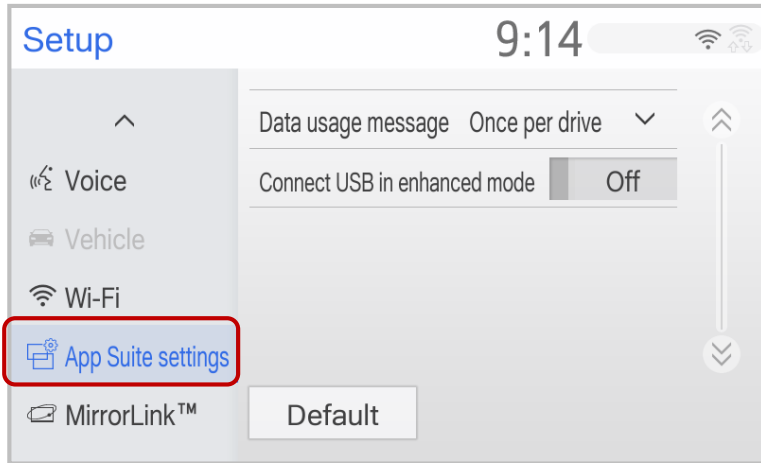 Setup
9:14
Data usage message Once per drive
Voice
Connect USB in enhanced mode Off
Vehicle
Wi-Fi
App Suite settings
MirrorLink™
Default